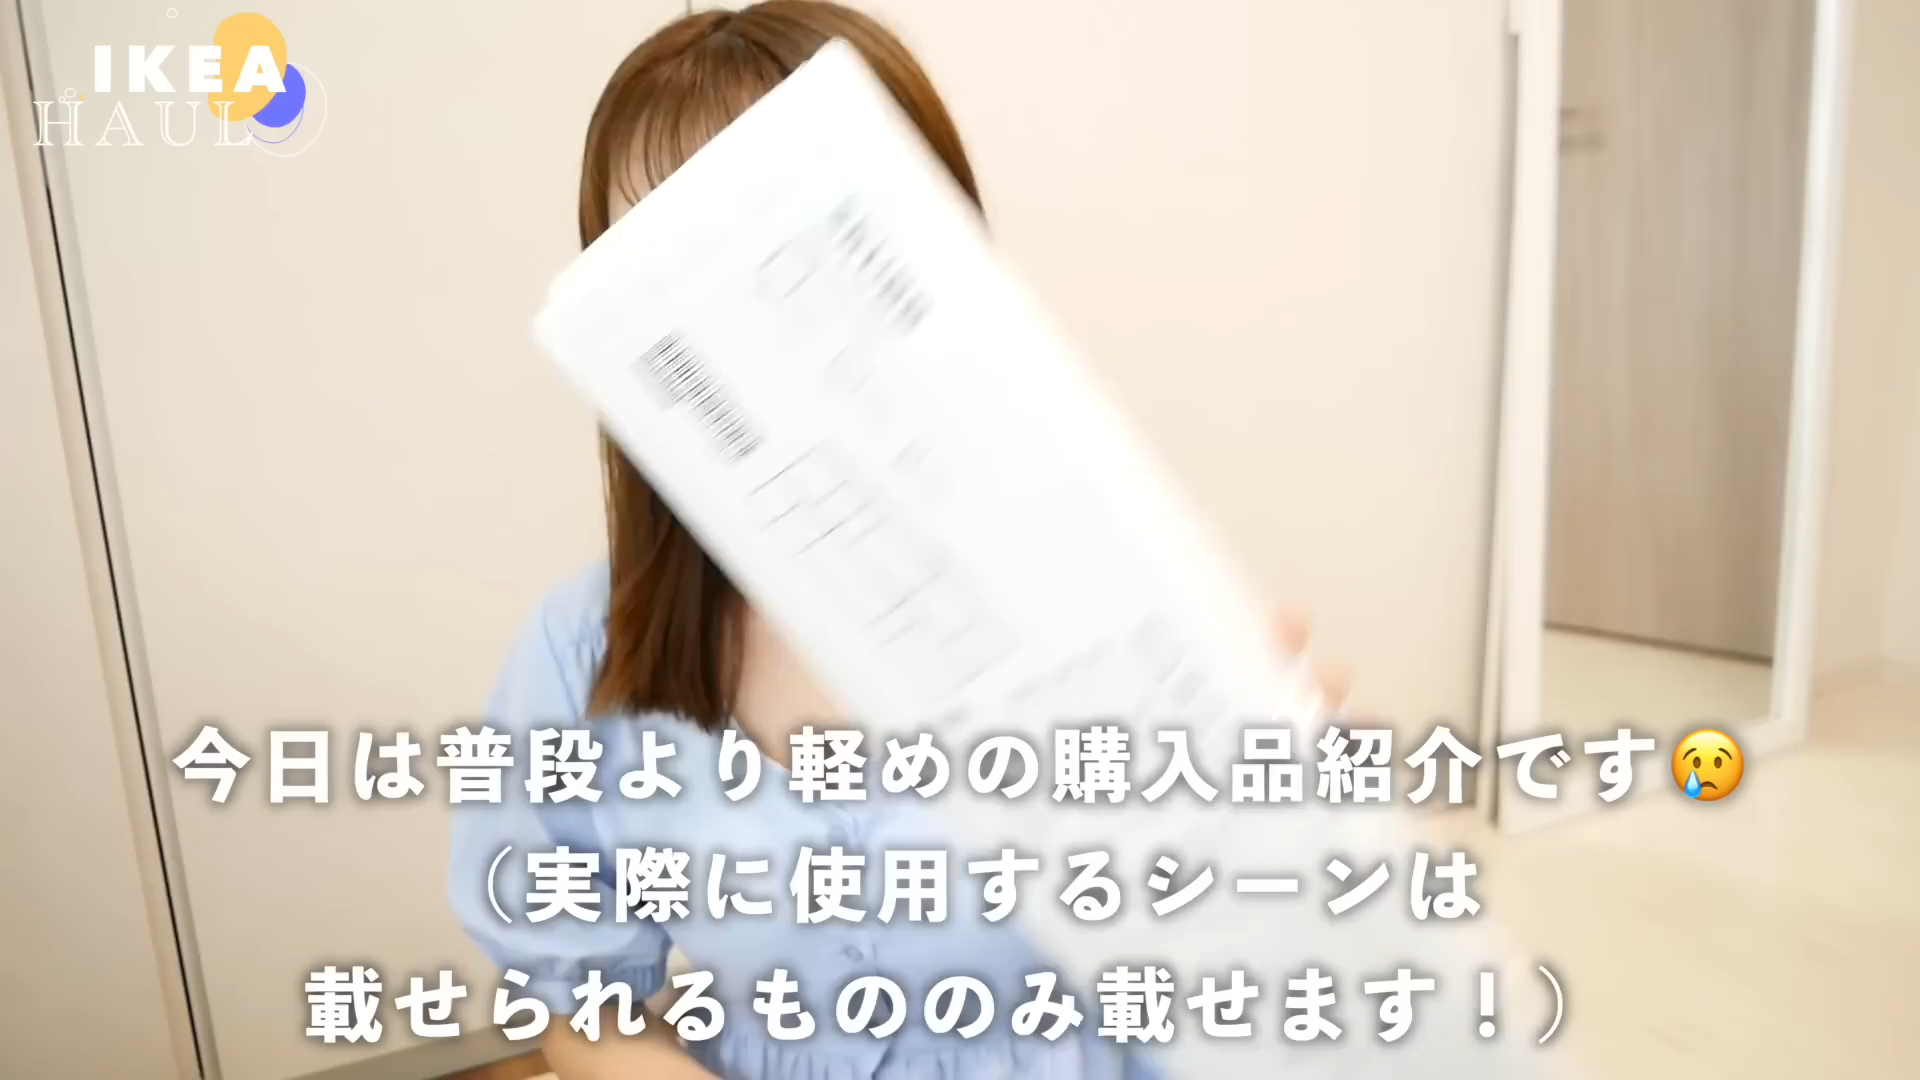 IKEA
HAUL
今日は普段より軽めの購入品紹介です😢
（実際に使用するシーンは
載せられるもののみ載せます！）